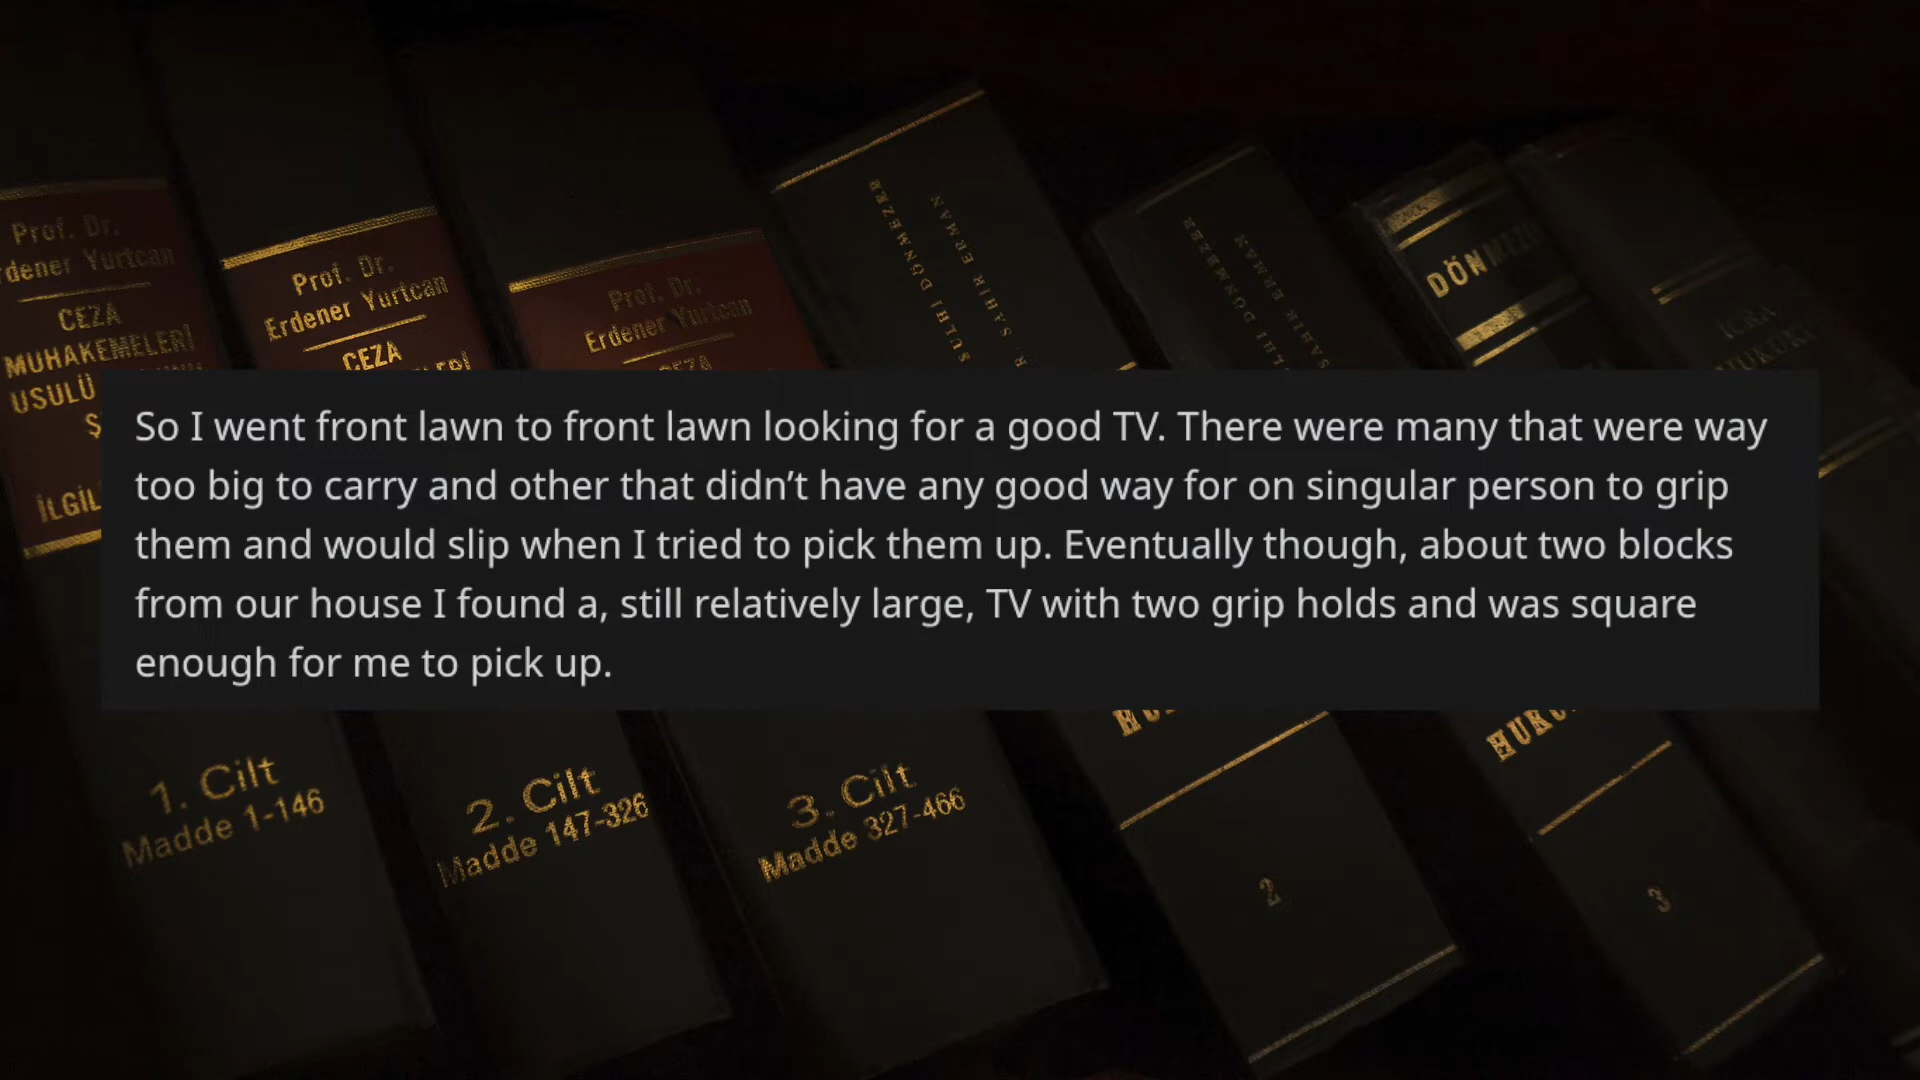 Prof. Dr.
Erdener Yurtcan
CEZA
MUHAKEMELERİ
USULÜ
Prof. Dr.
Erdener Yurtcan
CEZA
Prof. Dr.
Erdener Yurtcan
CEZA
SULHI DÖNMEZER
SAHIR ERMAN
DÖNMEZER
SAHIR ERMAN
So I went front lawn to front lawn looking for a good TV. There were many that were way
too big to carry and other that didn’t have any good way for on singular person to grip
them and would slip when I tried to pick them up. Eventually though, about two blocks
from our house I found a, still relatively large, TV with two grip holds and was square
enough for me to pick up.
1. Cilt
Madde 1-146
2. Cilt
Madde 147-326
3. Cilt
Madde 327-466
2
3